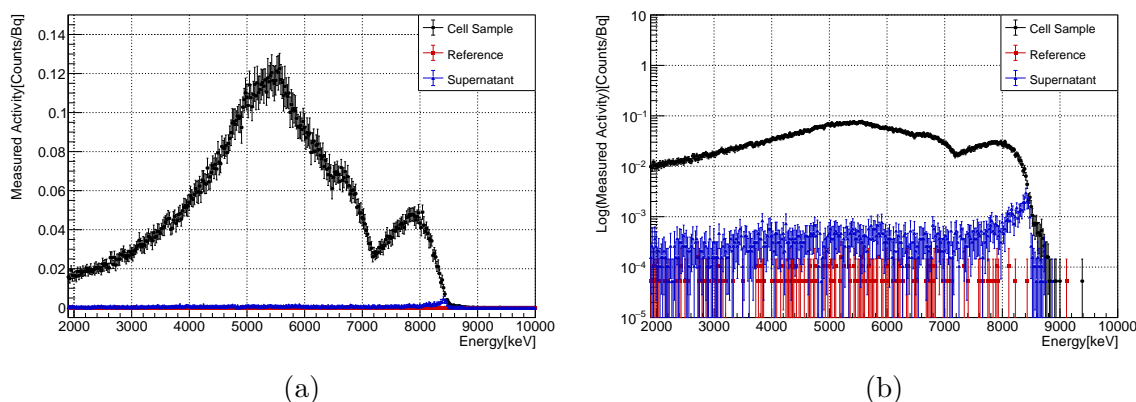 Measured Activity[Counts/Bq]
0.14
0.12
0.1
0.08
0.06
0.04
0.02
0
2000 3000 4000 5000 6000 7000 8000 9000 10000
Energy[keV]
Cell Sample
Reference
Supernatant
(a)
Log(Measured Activity)[Counts/Bq]
10
1
10⁻¹
10⁻²
10⁻³
10⁻⁴
10⁻⁵
2000 3000 4000 5000 6000 7000 8000 9000 10000
Energy[keV]
Cell Sample
Reference
Supernatant
(b)